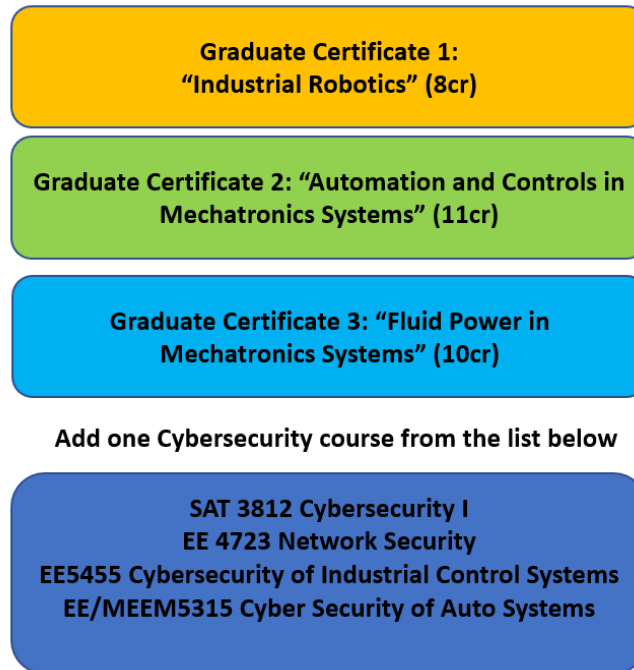 Graduate Certificate 1:
“Industrial Robotics” (8cr)
Graduate Certificate 2: “Automation and Controls in
Mechatronics Systems” (11cr)
Graduate Certificate 3: “Fluid Power in
Mechatronics Systems” (10cr)
Add one Cybersecurity course from the list below
SAT 3812 Cybersecurity I
EE 4723 Network Security
EE5455 Cybersecurity of Industrial Control Systems
EE/MEEM5315 Cyber Security of Auto Systems